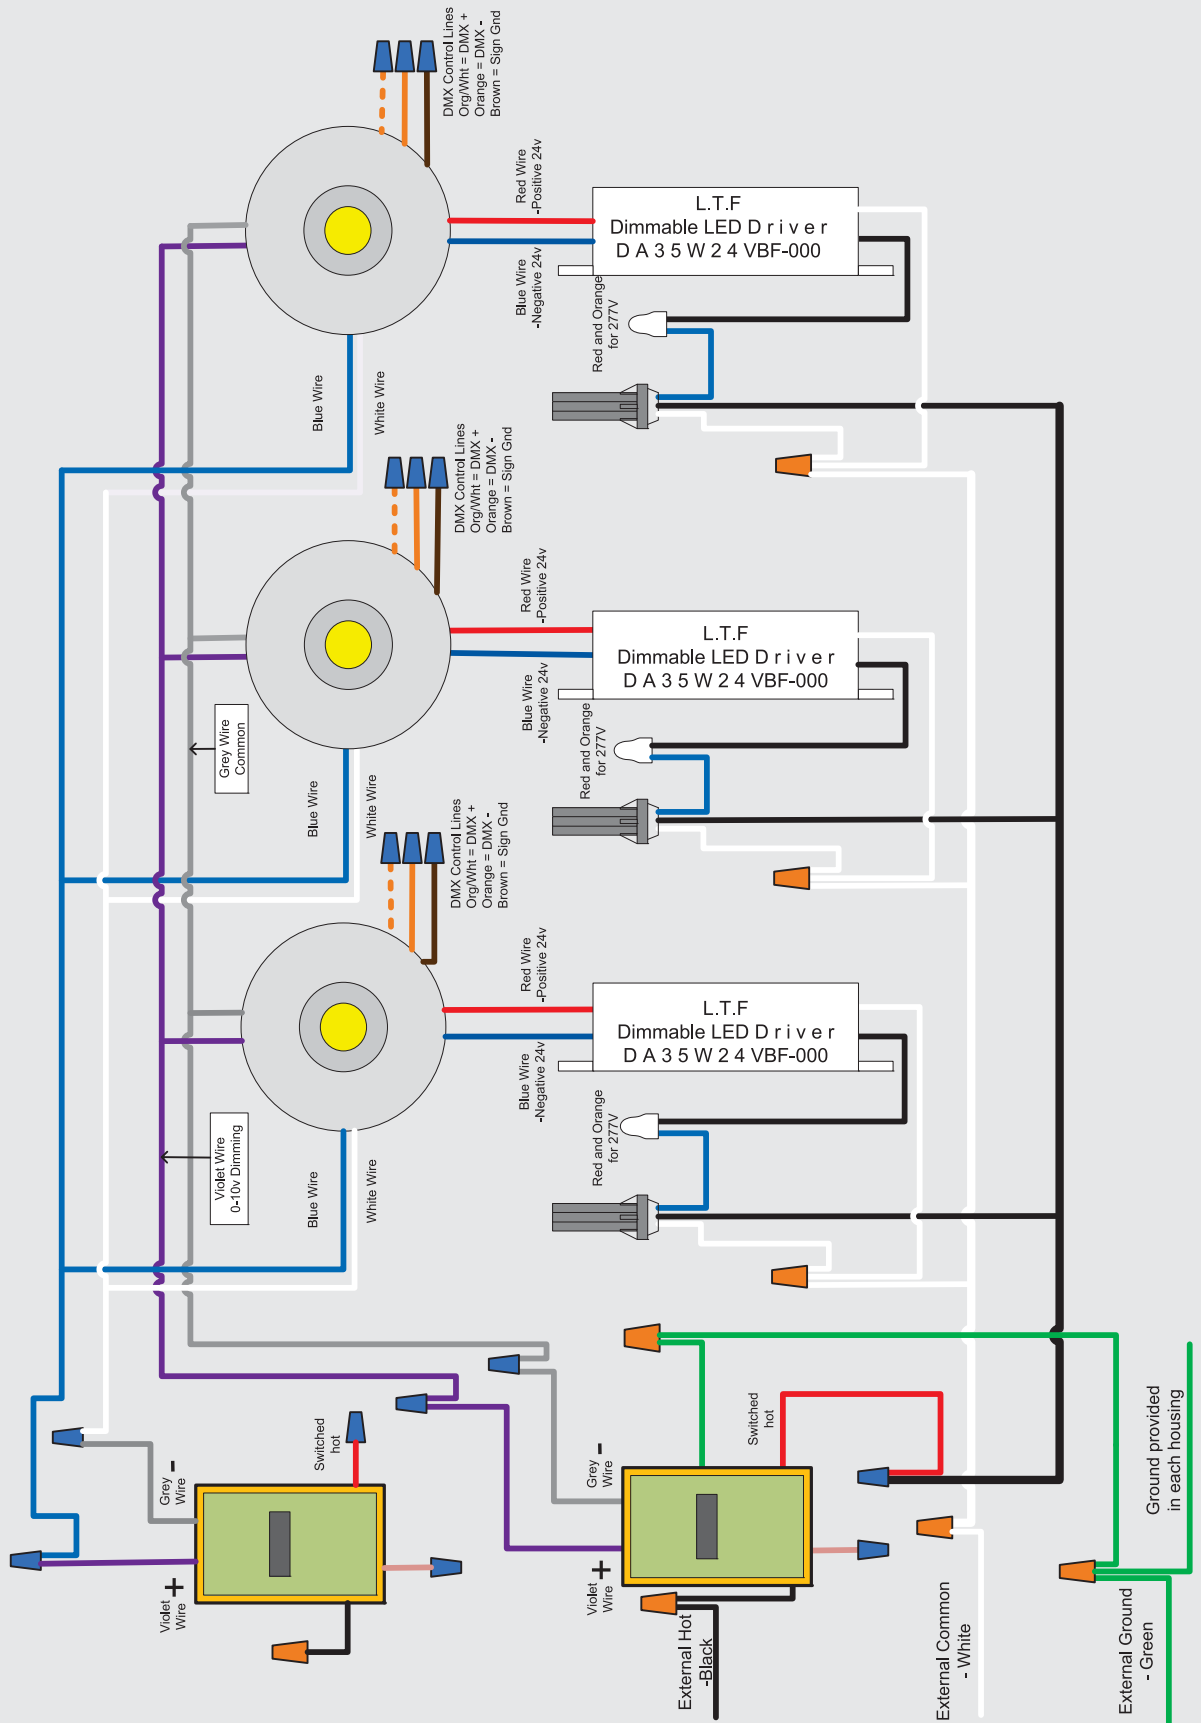 DMX Control Lines
Org/Wht = DMX +
Orange = DMX -
Brown = Sign Gnd
Red Wire
-Positive 24v
Blue Wire
-Negative 24v
L.T.F
Dimmable LED D r i v e r
D A 3 5 W 2 4 VBF-000
Red and Orange
for 277V
Blue Wire
White Wire
DMX Control Lines
Org/Wht = DMX +
Orange = DMX -
Brown = Sign Gnd
Red Wire
-Positive 24v
Blue Wire
-Negative 24v
L.T.F
Dimmable LED D r i v e r
D A 3 5 W 2 4 VBF-000
Red and Orange
for 277V
Grey Wire
Common
Blue Wire
White Wire
DMX Control Lines
Org/Wht = DMX +
Orange = DMX -
Brown = Sign Gnd
Red Wire
-Positive 24v
Blue Wire
-Negative 24v
L.T.F
Dimmable LED D r i v e r
D A 3 5 W 2 4 VBF-000
Red and Orange
for 277V
Violet Wire
0-10v Dimming
Blue Wire
White Wire
Switched
hot
Grey -
Wire
Violet +
Wire
Switched
hot
Grey -
Wire
Violet +
Wire
External Hot
-Black
External Common
- White
External Ground
- Green
Ground provided
in each housing